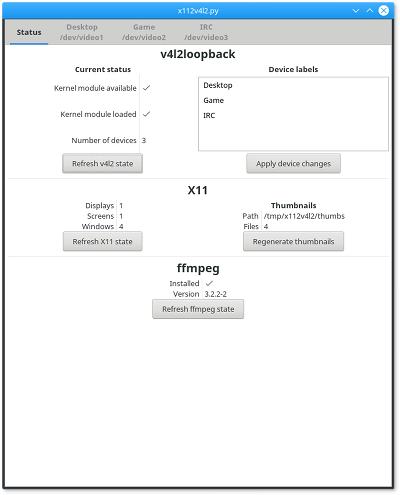 x112v4l2.py
Status
Desktop
/dev/video1
Game
/dev/video2
IRC
/dev/video3
v4l2loopback
Current status
Device labels
Kernel module available
Kernel module loaded
Number of devices 3
Desktop
Game
IRC
Refresh v4l2 state
Apply device changes
X11
Displays 1
Screens 1
Windows 4
Refresh X11 state
Thumbnails
Path /tmp/x112v4l2/thumbs
Files 4
Regenerate thumbnails
ffmpeg
Installed
Version 3.2.2-2
Refresh ffmpeg state